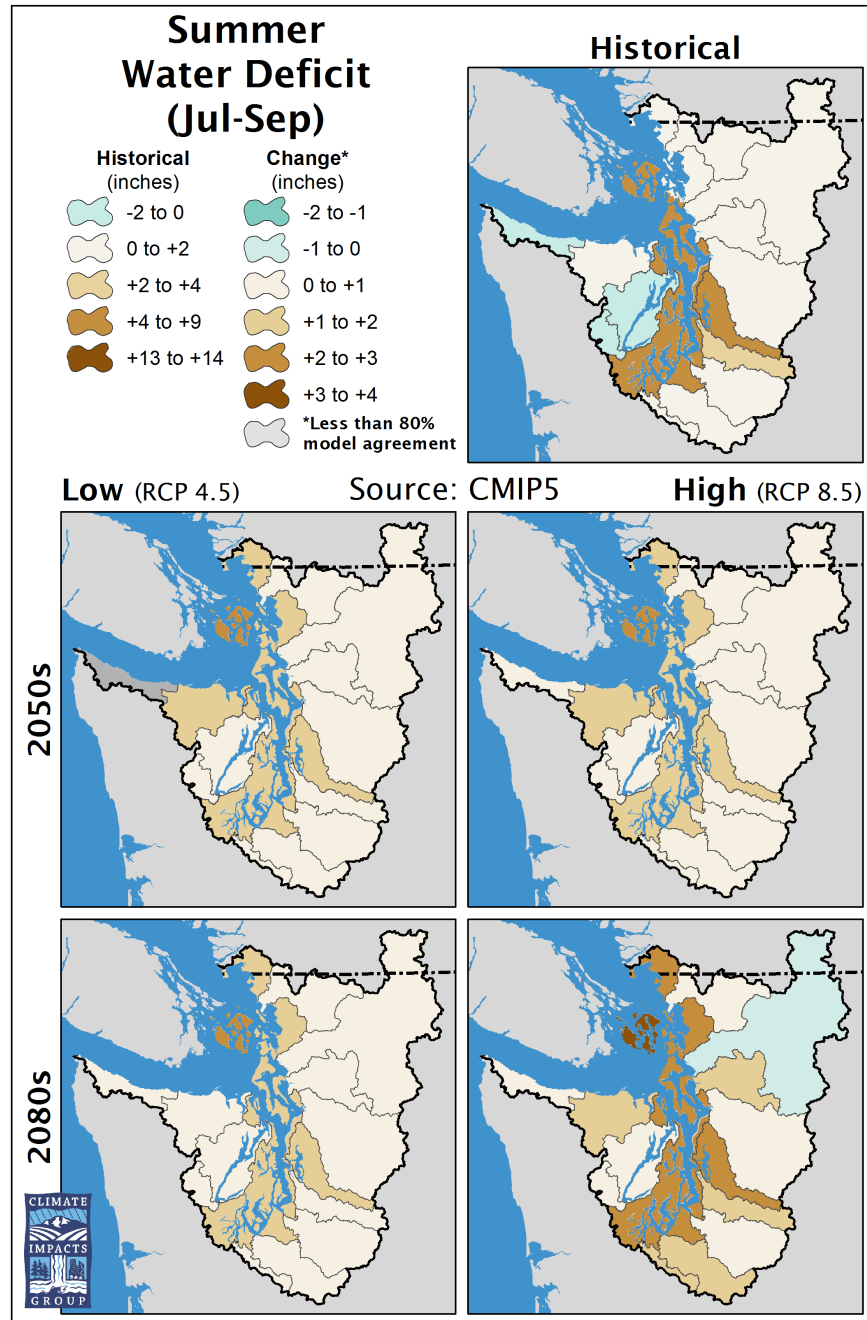 Summer
Water Deficit
(Jul-Sep)
Historical
(inches)
-2 to 0
0 to +2
+2 to +4
+4 to +9
+13 to +14
Change*
(inches)
-2 to -1
-1 to 0
0 to +1
+1 to +2
+2 to +3
+3 to +4
*Less than 80%
model agreement
Historical
Low (RCP 4.5)
Source: CMIP5
High (RCP 8.5)
2050s
2080s
CLIMATE
IMPACTS
GROUP